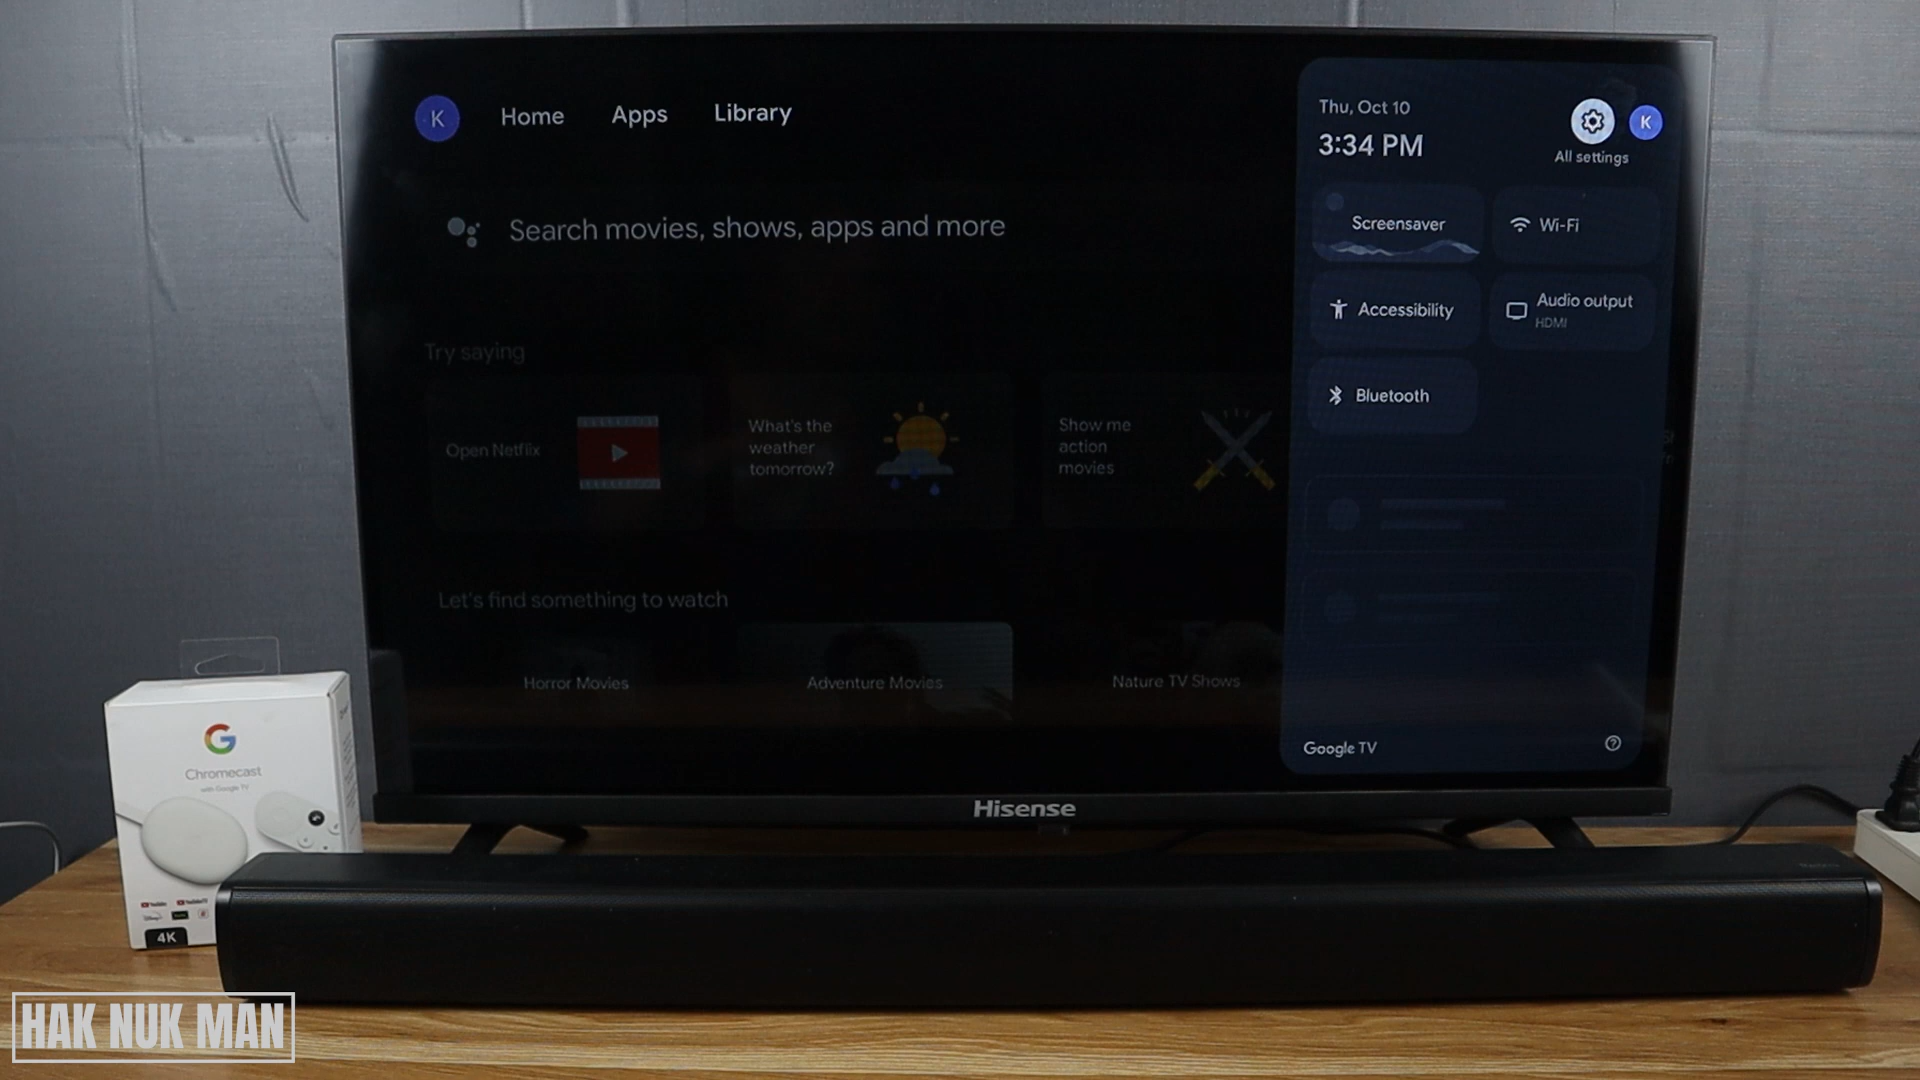 K
Home
Apps
Library
Search movies, shows, apps and more
Try saying
Open Netflix
What's the
weather
tomorrow?
Show me
action
movies
Let's find something to watch
Horror Movies
Adventure Movies
Nature TV Shows
Thu, Oct 10
3:34 PM
K
All settings
Screensaver
Wi-Fi
Accessibility
Audio output
HDMI
Bluetooth
Google TV
Hisense
G
Chromecast
with Google TV
4K
HAK NUK MAN